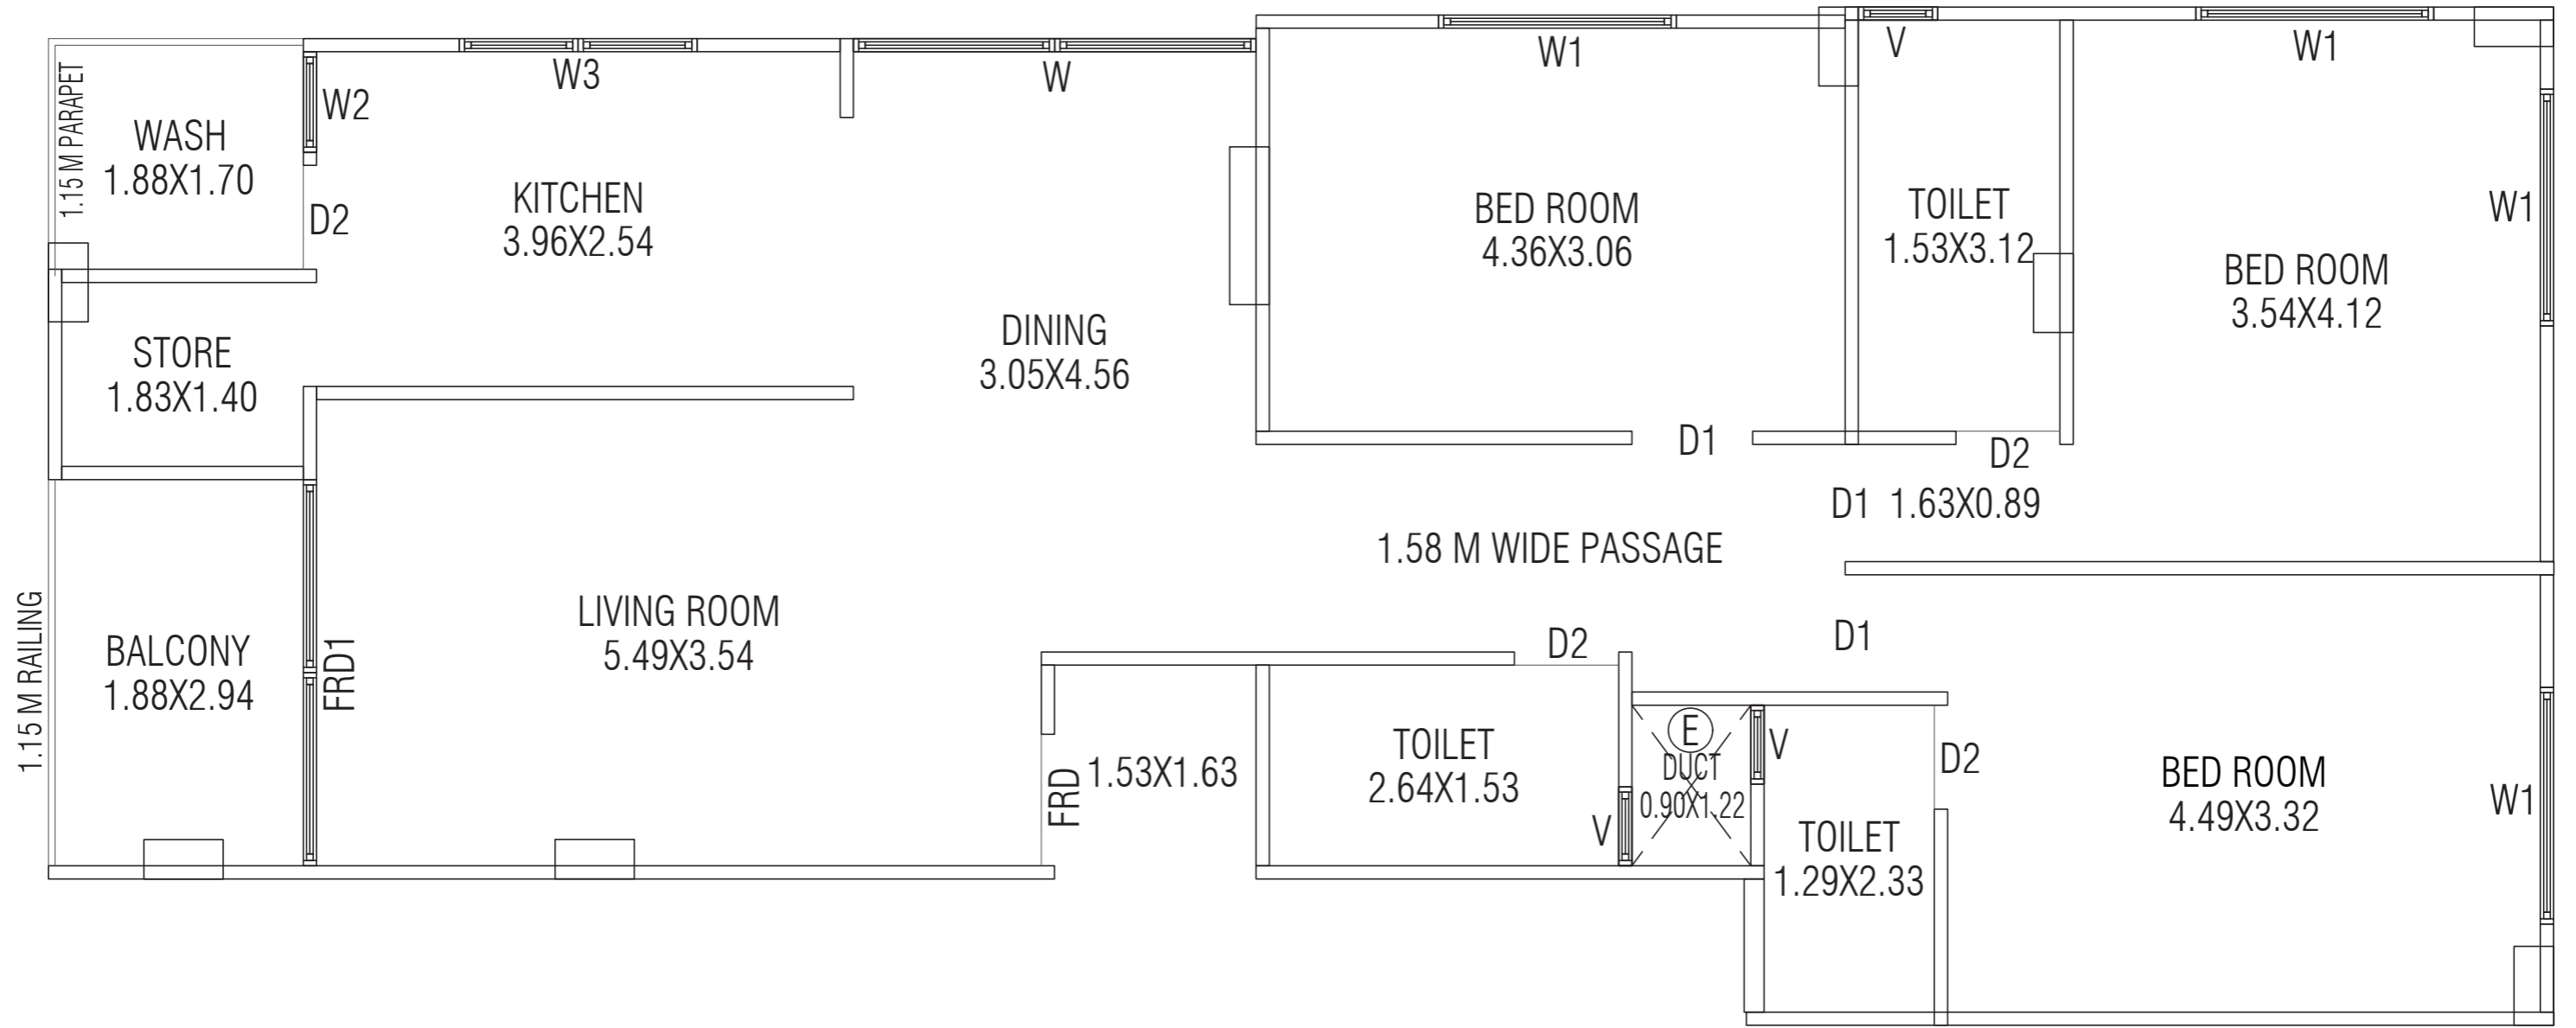 1.15 M PARAPET
WASH
1.88X1.70
W2
D2
W3
KITCHEN
3.96X2.54
W
DINING
3.05X4.56
W1
BED ROOM
4.36X3.06
D1
V
TOILET
1.53X3.12
D2
W1
W1
BED ROOM
3.54X4.12
STORE
1.83X1.40
D1 1.63X0.89
1.58 M WIDE PASSAGE
1.15 M RAILING
BALCONY
1.88X2.94
FRD1
LIVING ROOM
5.49X3.54
FRD
1.53X1.63
D2
TOILET
2.64X1.53
V
E
DUCT
0.90X1.22
V
D1
D2
TOILET
1.29X2.33
BED ROOM
4.49X3.32
W1